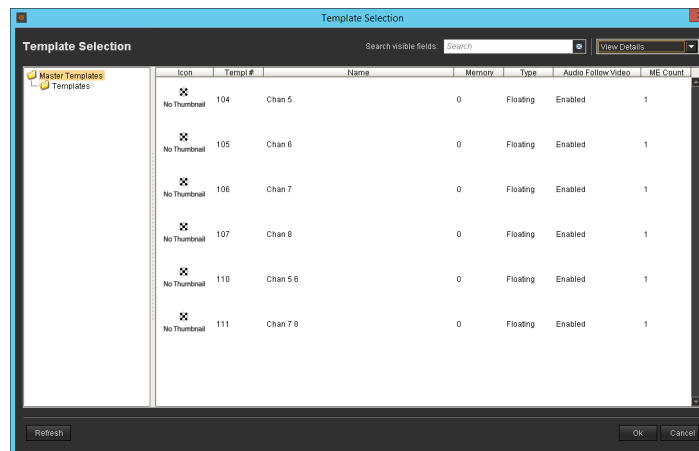 Template Selection
Template Selection
Search visible fields: Search View Details
Master Templates
Templates
Icon Templ # Name Memory Type Audio Follow Video ME Count
No Thumbnail 104 Chan 5 0 Floating Enabled 1
No Thumbnail 105 Chan 6 0 Floating Enabled 1
No Thumbnail 106 Chan 7 0 Floating Enabled 1
No Thumbnail 107 Chan 8 0 Floating Enabled 1
No Thumbnail 110 Chan 5 6 0 Floating Enabled 1
No Thumbnail 111 Chan 7 8 0 Floating Enabled 1
Refresh Ok Cancel